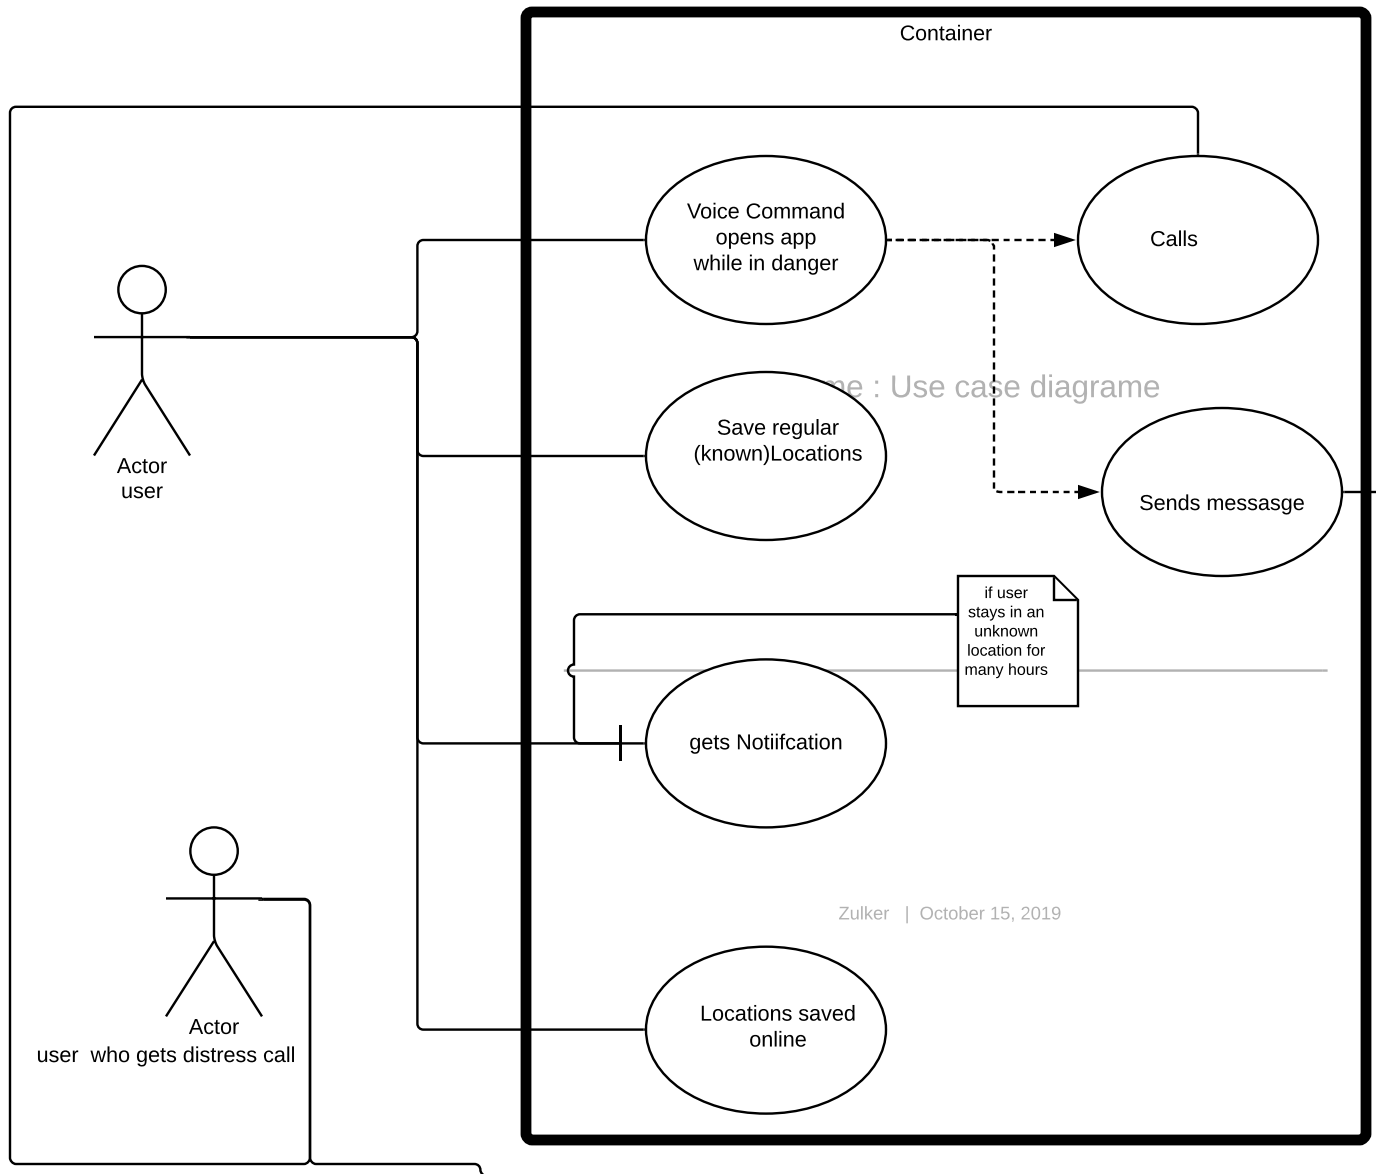 Container
Voice Command
opens app
while in danger
Calls
me : Use case diagrame
Save regular
(known)Locations
Actor
user
Sends messasge
if user
stays in an
unknown
location for
many hours
gets Notiifcation
Zulker | October 15, 2019
Locations saved
online
Actor
user who gets distress call